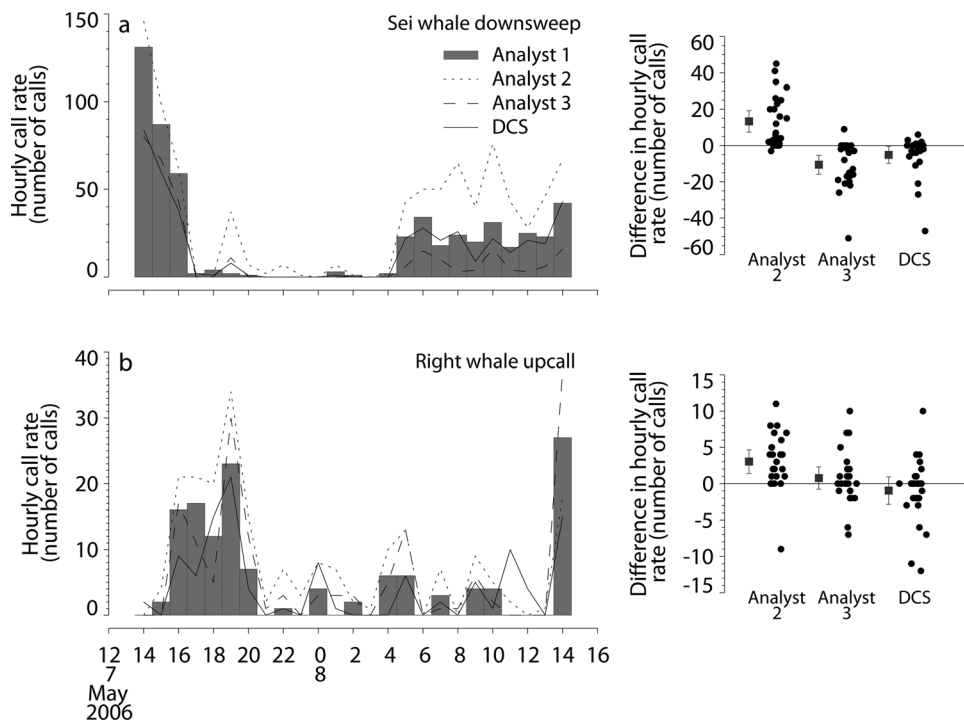 a
Sei whale downsweep
Analyst 1
Analyst 2
Analyst 3
DCS
Hourly call rate
(number of calls)
150
100
50
0
Difference in hourly call
rate (number of calls)
60
40
20
0
-20
-40
-60
Analyst
2
Analyst
3
DCS
b
Right whale upcall
Hourly call rate
(number of calls)
40
30
20
10
0
12 14 16 18 20 22 0 2 4 6 8 10 12 14 16
7 8
May
2006
Difference in hourly call
rate (number of calls)
15
10
5
0
-5
-10
-15
Analyst
2
Analyst
3
DCS